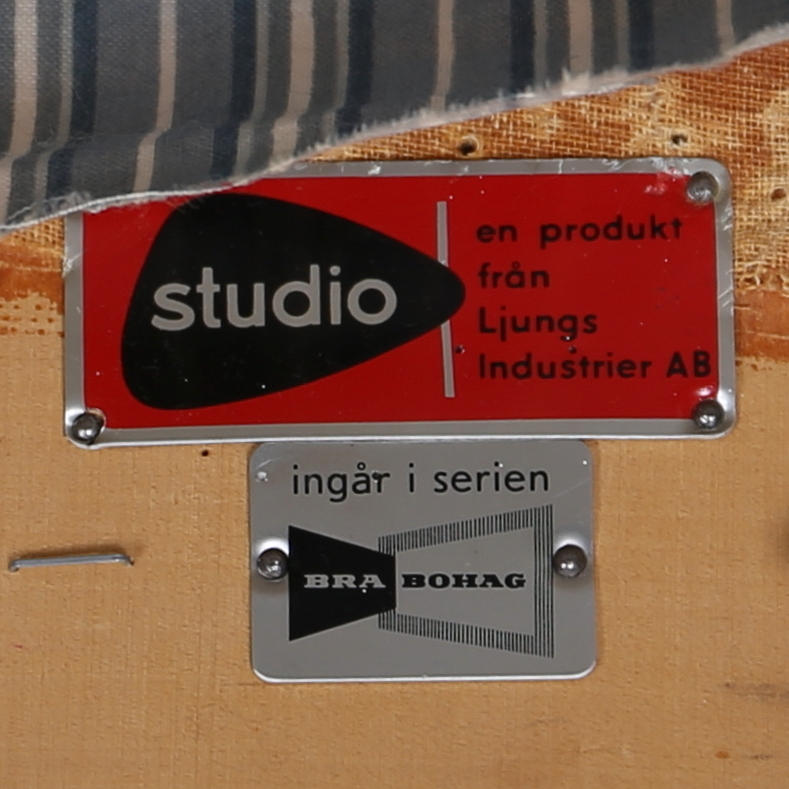 studio
en produkt
från
Ljungs
Industrier AB
ingår i serien
BRA BOHAG